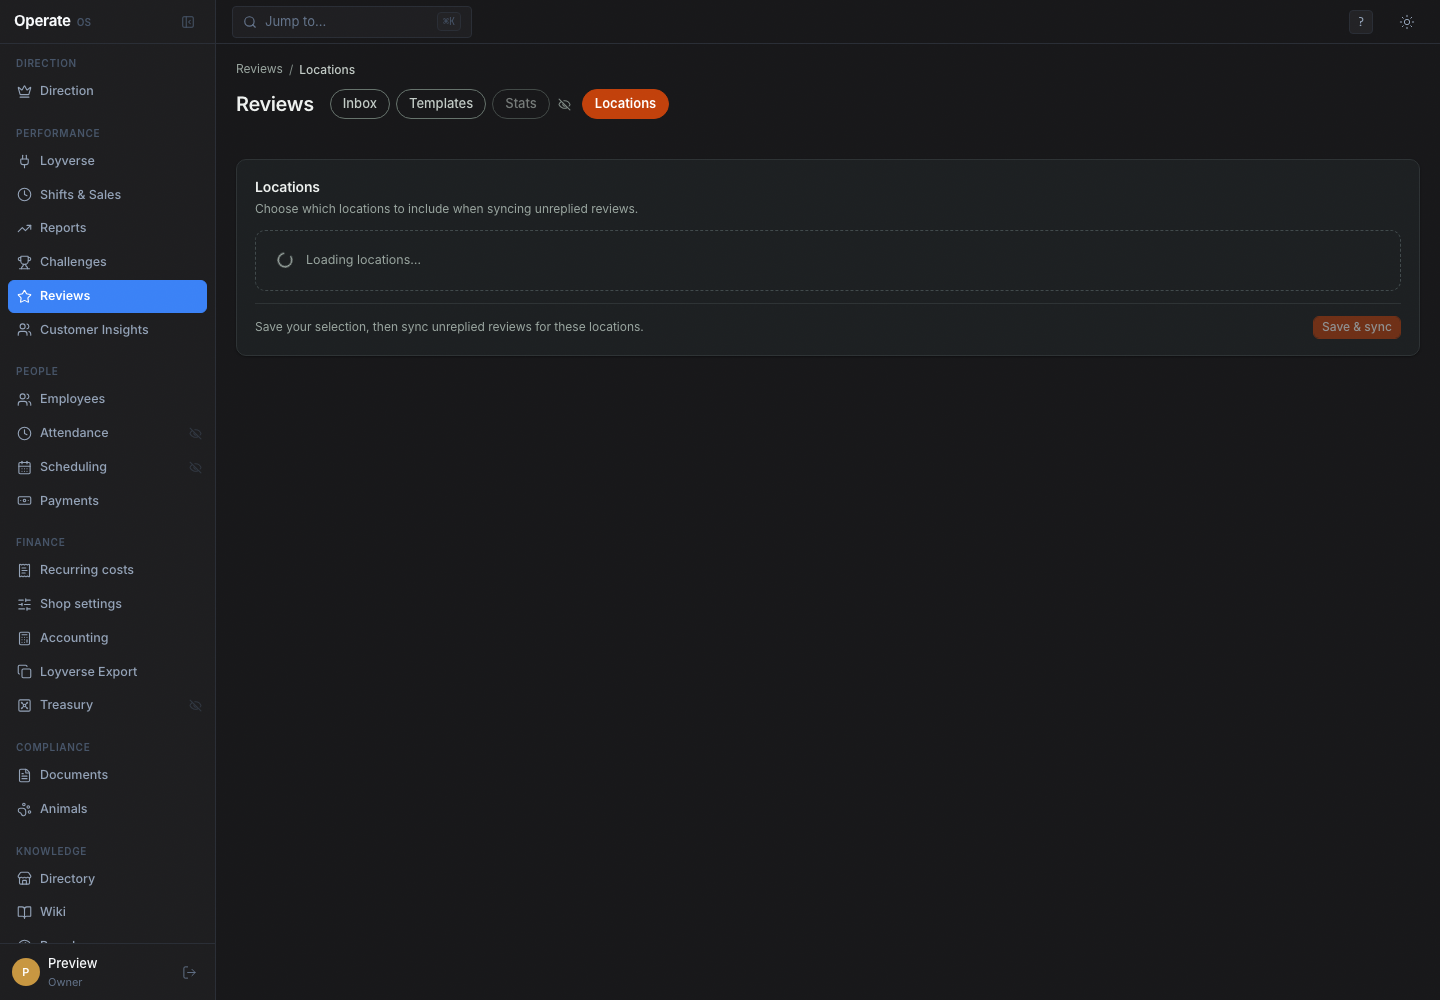 Operate OS
Jump to...
⌘K
?
DIRECTION
Direction
PERFORMANCE
Loyverse
Shifts & Sales
Reports
Challenges
Reviews
Customer Insights
PEOPLE
Employees
Attendance
Scheduling
Payments
FINANCE
Recurring costs
Shop settings
Accounting
Loyverse Export
Treasury
COMPLIANCE
Documents
Animals
KNOWLEDGE
Directory
Wiki
P
Preview
Owner
Reviews / Locations
Reviews
Inbox
Templates
Stats
Locations
Locations
Choose which locations to include when syncing unreplied reviews.
Loading locations...
Save your selection, then sync unreplied reviews for these locations.
Save & sync